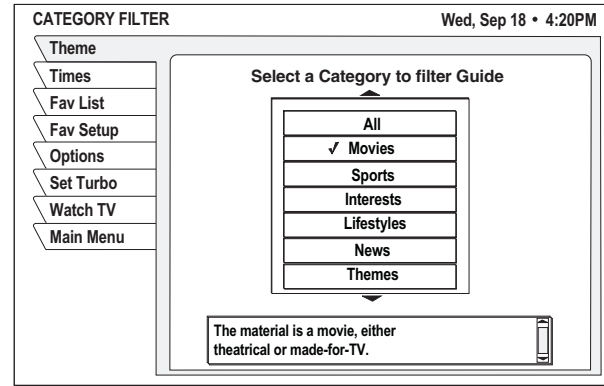 CATEGORY FILTER
Wed, Sep 18 • 4:20PM
Theme
Times
Fav List
Fav Setup
Options
Set Turbo
Watch TV
Main Menu
Select a Category to filter Guide
All
✓ Movies
Sports
Interests
Lifestyles
News
Themes
The material is a movie, either
theatrical or made-for-TV.